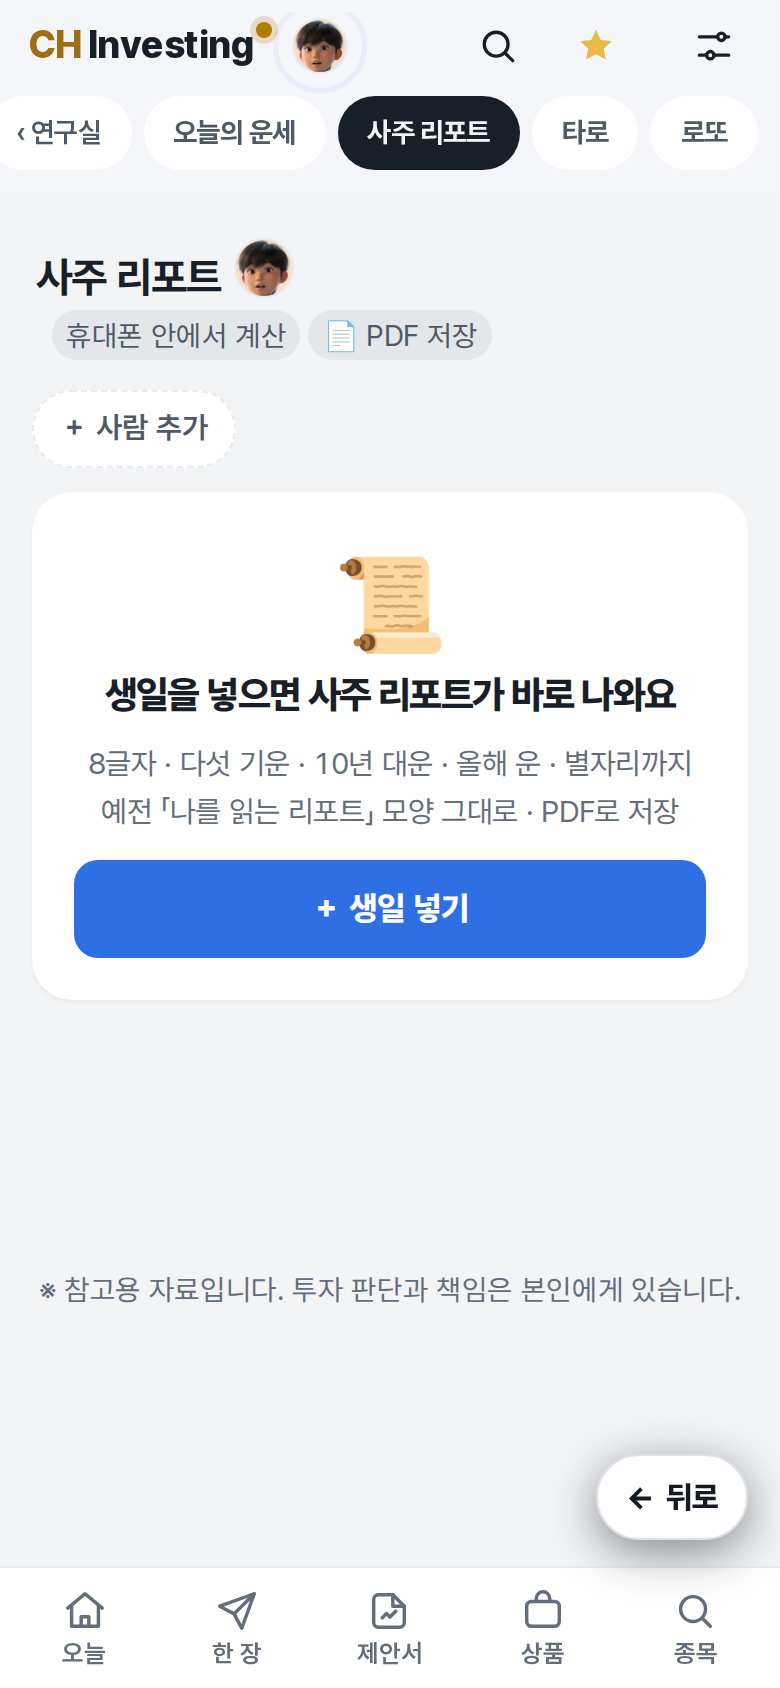 CH Investing
‹ 연구실 오늘의 운세 사주 리포트 타로 로또
사주 리포트
휴대폰 안에서 계산 PDF 저장
+ 사람 추가
생일을 넣으면 사주 리포트가 바로 나와요
8글자 · 다섯 기운 · 10년 대운 · 올해 운 · 별자리까지
예전 「나를 읽는 리포트」 모양 그대로 · PDF로 저장
+ 생일 넣기
※ 참고용 자료입니다. 투자 판단과 책임은 본인에게 있습니다.
← 뒤로
오늘 한 장 제안서 상품 종목